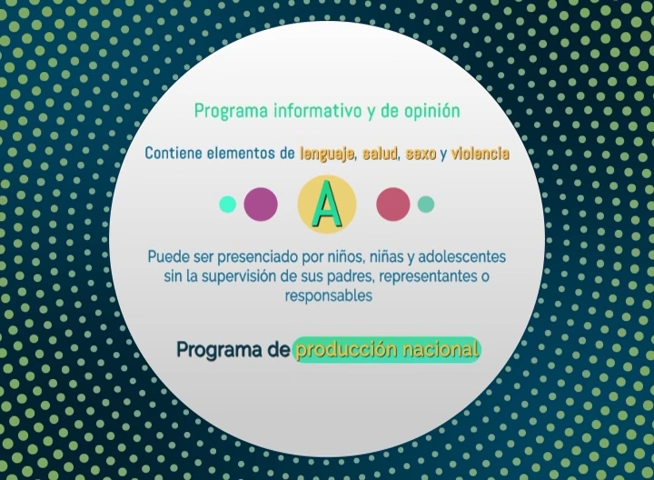 Programa informativo y de opinión
Contiene elementos de lenguaje, salud, sexo y violencia
A
Puede ser presenciado por niños, niñas y adolescentes
sin la supervisión de sus padres, representantes o
responsables
Programa de producción nacional